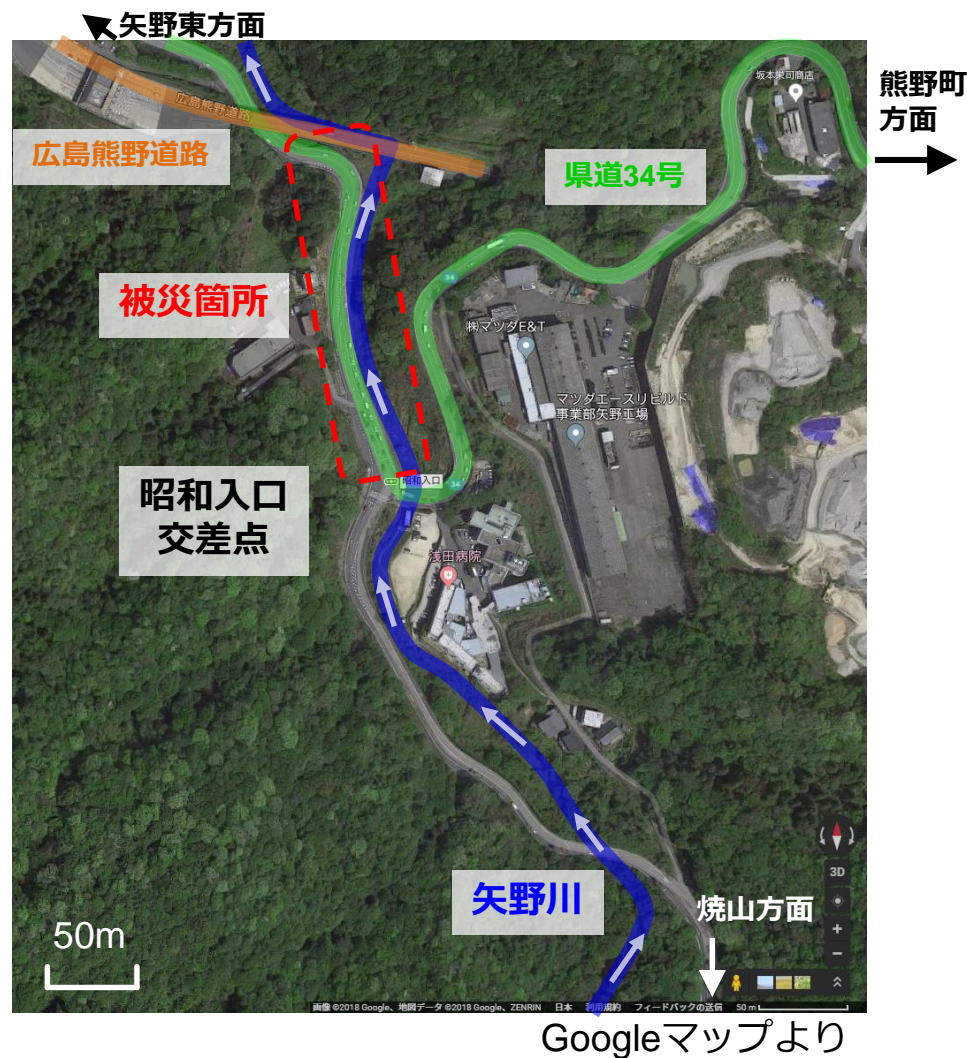 矢野東方面
熊野町
方面
坂本栄司商店
広島熊野道路
広島熊野道路
県道34号
34
被災箇所
㈱マツダE&T
マツダエースリビルド
事業部矢野工場
昭和入口
34
昭和入口
交差点
浅田病院
3D
矢野川
焼山方面
50m
画像 ©2018 Google、地図データ ©2018 Google、ZENRIN 日本 利用規約 フィードバックの送信 50 m
Googleマップより